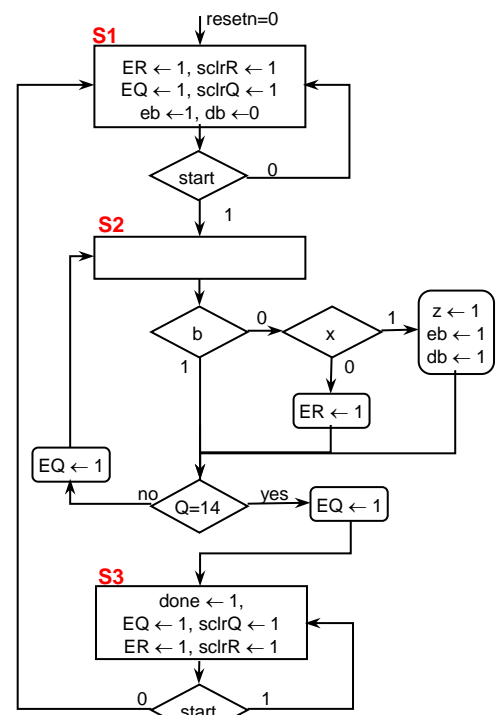 resetn=0
S1
ER ← 1, sclrR ← 1
EQ ← 1, sclrQ ← 1
eb ←1, db ←0
start
0
1
S2
b
0
x
1
z ← 1
eb ← 1
db ← 1
1
0
ER ← 1
EQ ← 1
no
Q=14
yes
EQ ← 1
S3
done ← 1,
EQ ← 1, sclrQ ← 1
ER ← 1, sclrR ← 1
0
start
1